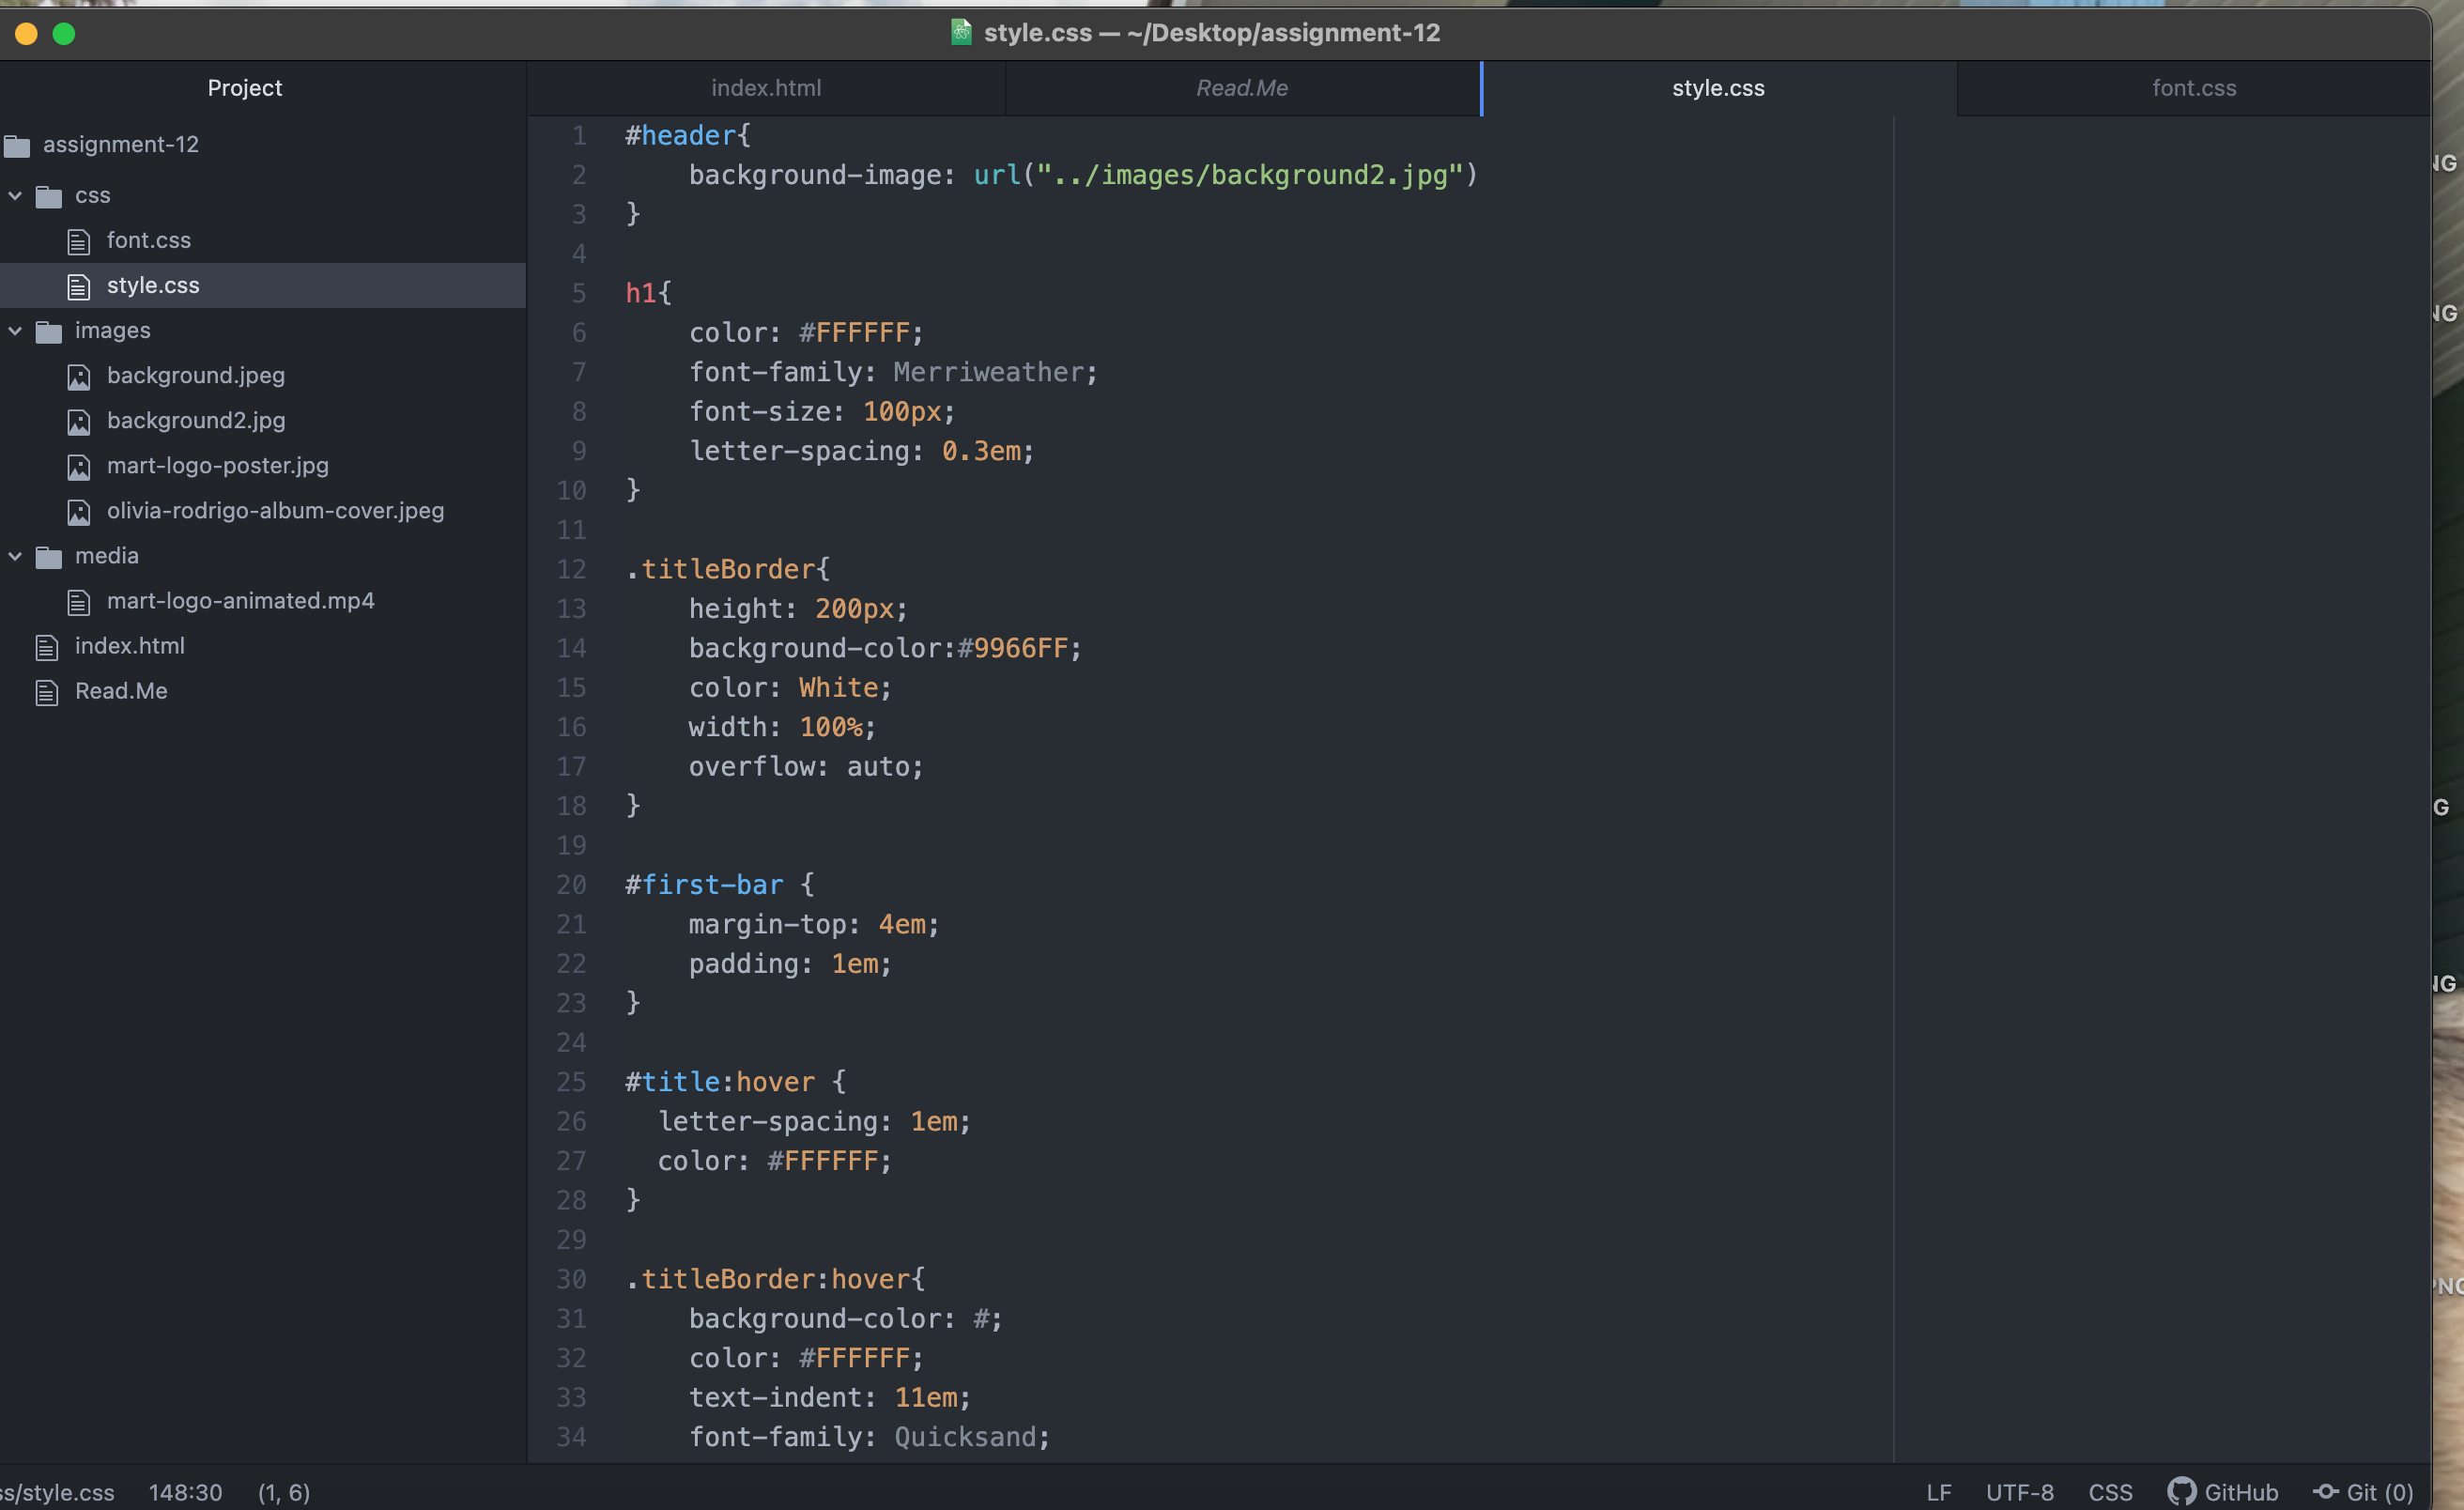 style.css — ~/Desktop/assignment-12
Project
index.html
Read.Me
style.css
font.css
assignment-12
css
font.css
style.css
images
background.jpeg
background2.jpg
mart-logo-poster.jpg
olivia-rodrigo-album-cover.jpeg
media
mart-logo-animated.mp4
index.html
Read.Me
1 #header{
2 background-image: url("../images/background2.jpg")
3 }
4
5 h1{
6 color: #FFFFFF;
7 font-family: Merriweather;
8 font-size: 100px;
9 letter-spacing: 0.3em;
10 }
11
12 .titleBorder{
13 height: 200px;
14 background-color:#9966FF;
15 color: White;
16 width: 100%;
17 overflow: auto;
18 }
19
20 #first-bar {
21 margin-top: 4em;
22 padding: 1em;
23 }
24
25 #title:hover {
26 letter-spacing: 1em;
27 color: #FFFFFF;
28 }
29
30 .titleBorder:hover{
31 background-color: #;
32 color: #FFFFFF;
33 text-indent: 11em;
34 font-family: Quicksand;
ss/style.css 148:30 (1, 6)
LF UTF-8 CSS GitHub Git (0)
NG
NG
G
NG
PNG